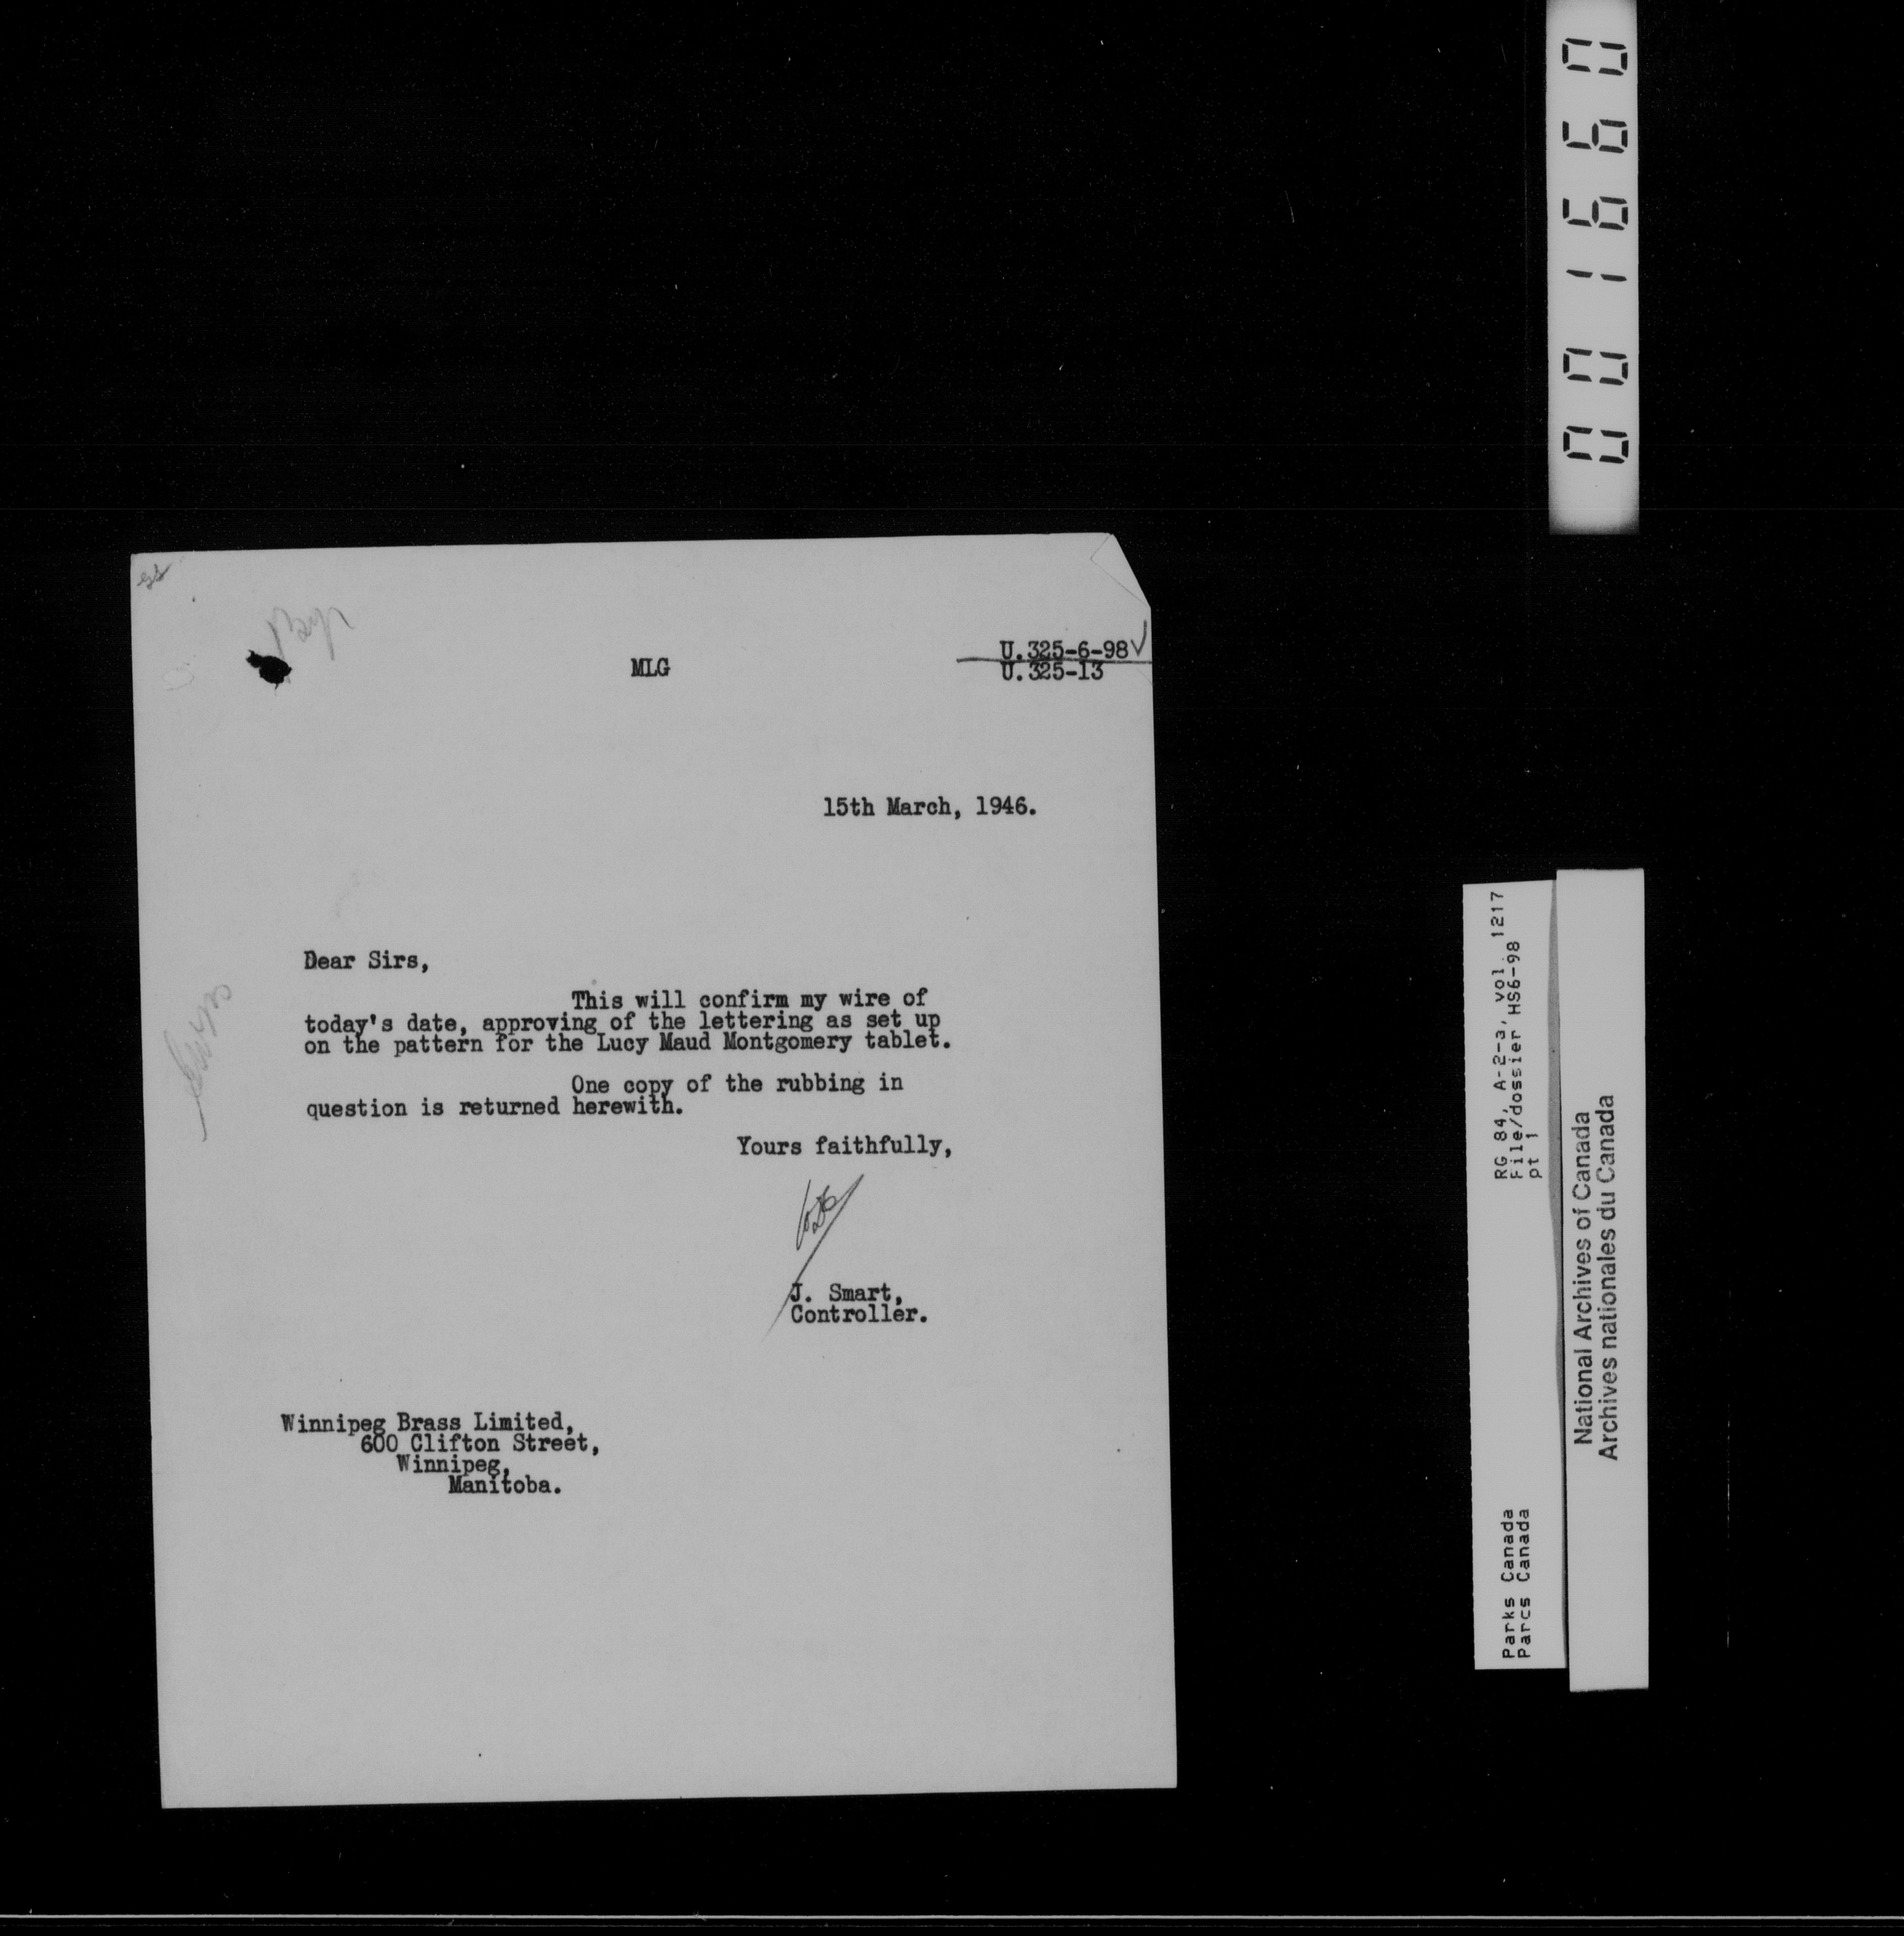 001660
MLG
U.325-6-98
U.325-13
15th March, 1946.
Dear Sirs,
This will confirm my wire of
today's date, approving of the lettering as set up
on the pattern for the Lucy Maud Montgomery tablet.
One copy of the rubbing in
question is returned herewith.
Yours faithfully,
J. Smart,
Controller.
Winnipeg Brass Limited,
600 Clifton Street,
Winnipeg,
Manitoba.
Parks Canada
Parcs Canada
RG 84, A-2-a, vol. 1217
File/dossier HS6-98
pt 1
National Archives of Canada
Archives nationales du Canada